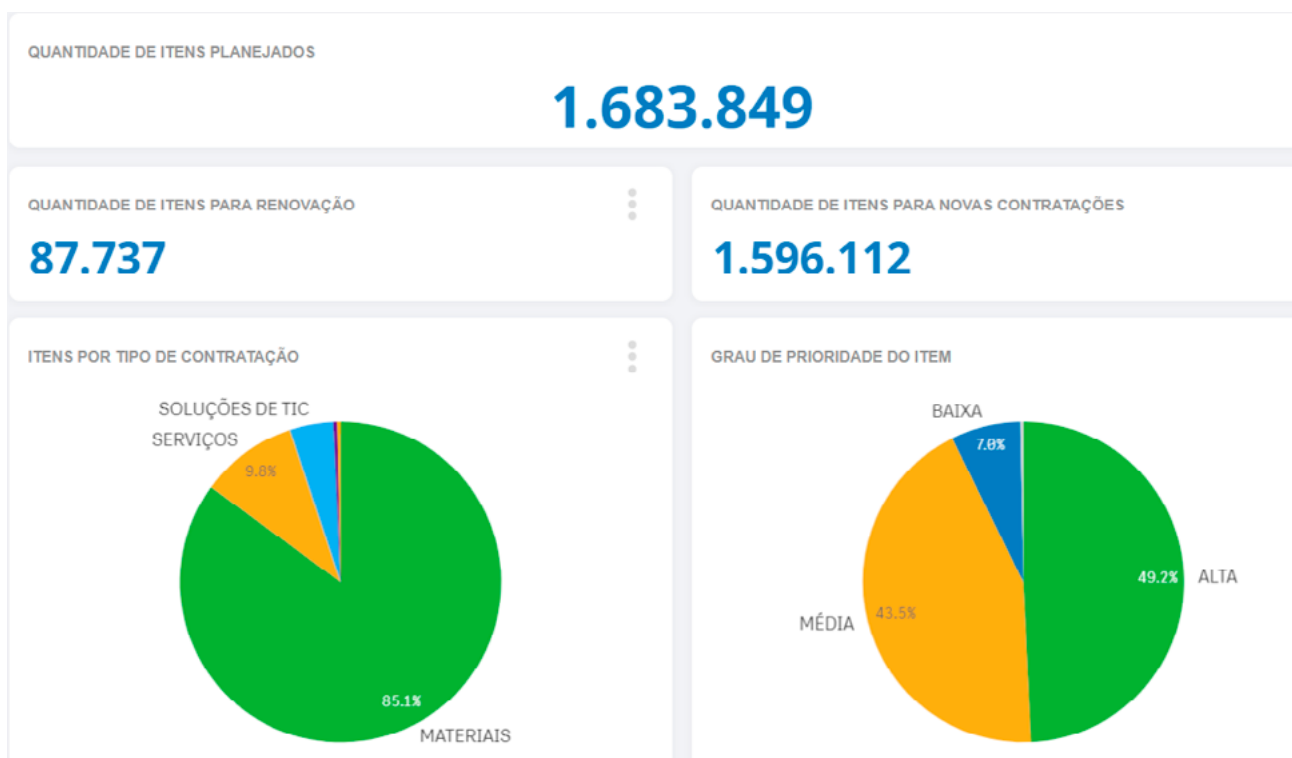 QUANTIDADE DE ITENS PLANEJADOS
1.683.849
QUANTIDADE DE ITENS PARA RENOVAÇÃO
87.737
QUANTIDADE DE ITENS PARA NOVAS CONTRATAÇÕES
1.596.112
ITENS POR TIPO DE CONTRATAÇÃO
SOLUÇÕES DE TIC
SERVIÇOS
9.8%
85.1%
MATERIAIS
GRAU DE PRIORIDADE DO ITEM
BAIXA
7.0%
49.2%
ALTA
MÉDIA
43.5%